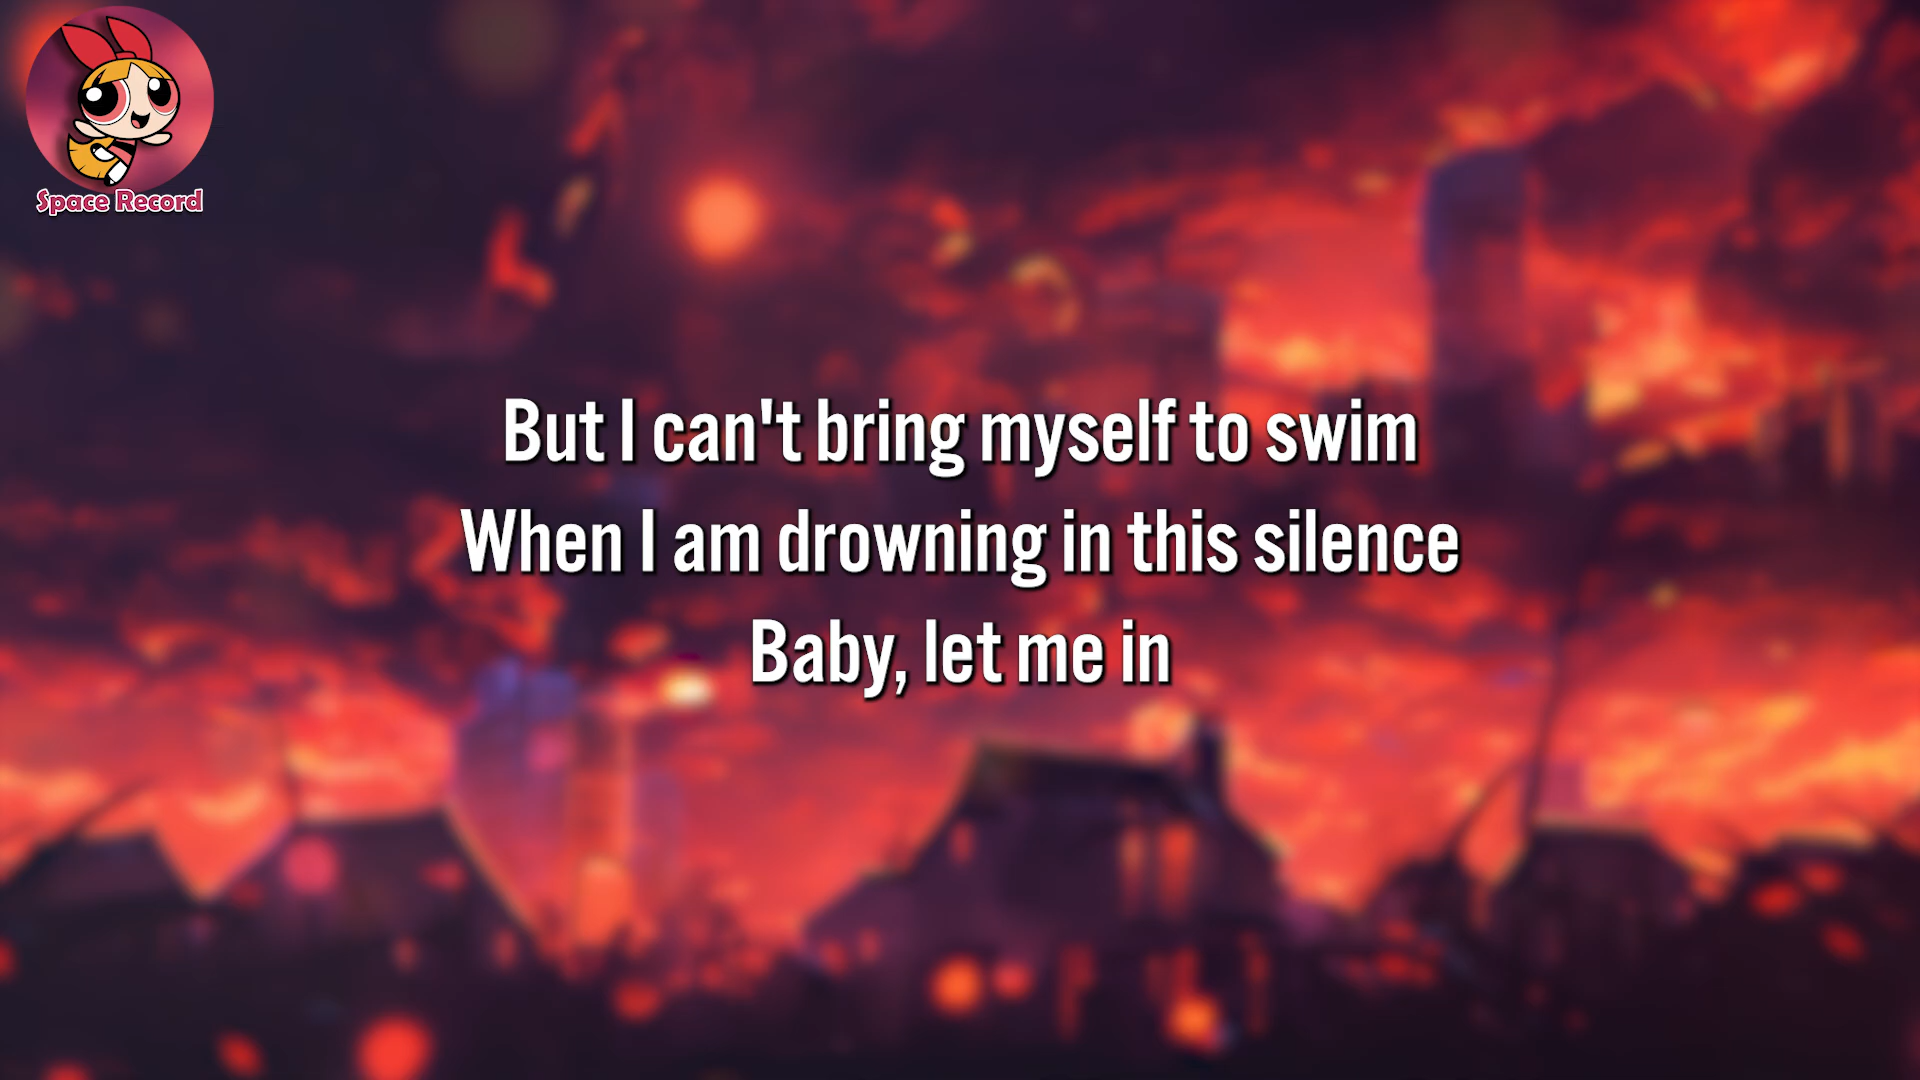 Space Record
But I can't bring myself to swim
When I am drowning in this silence
Baby, let me in